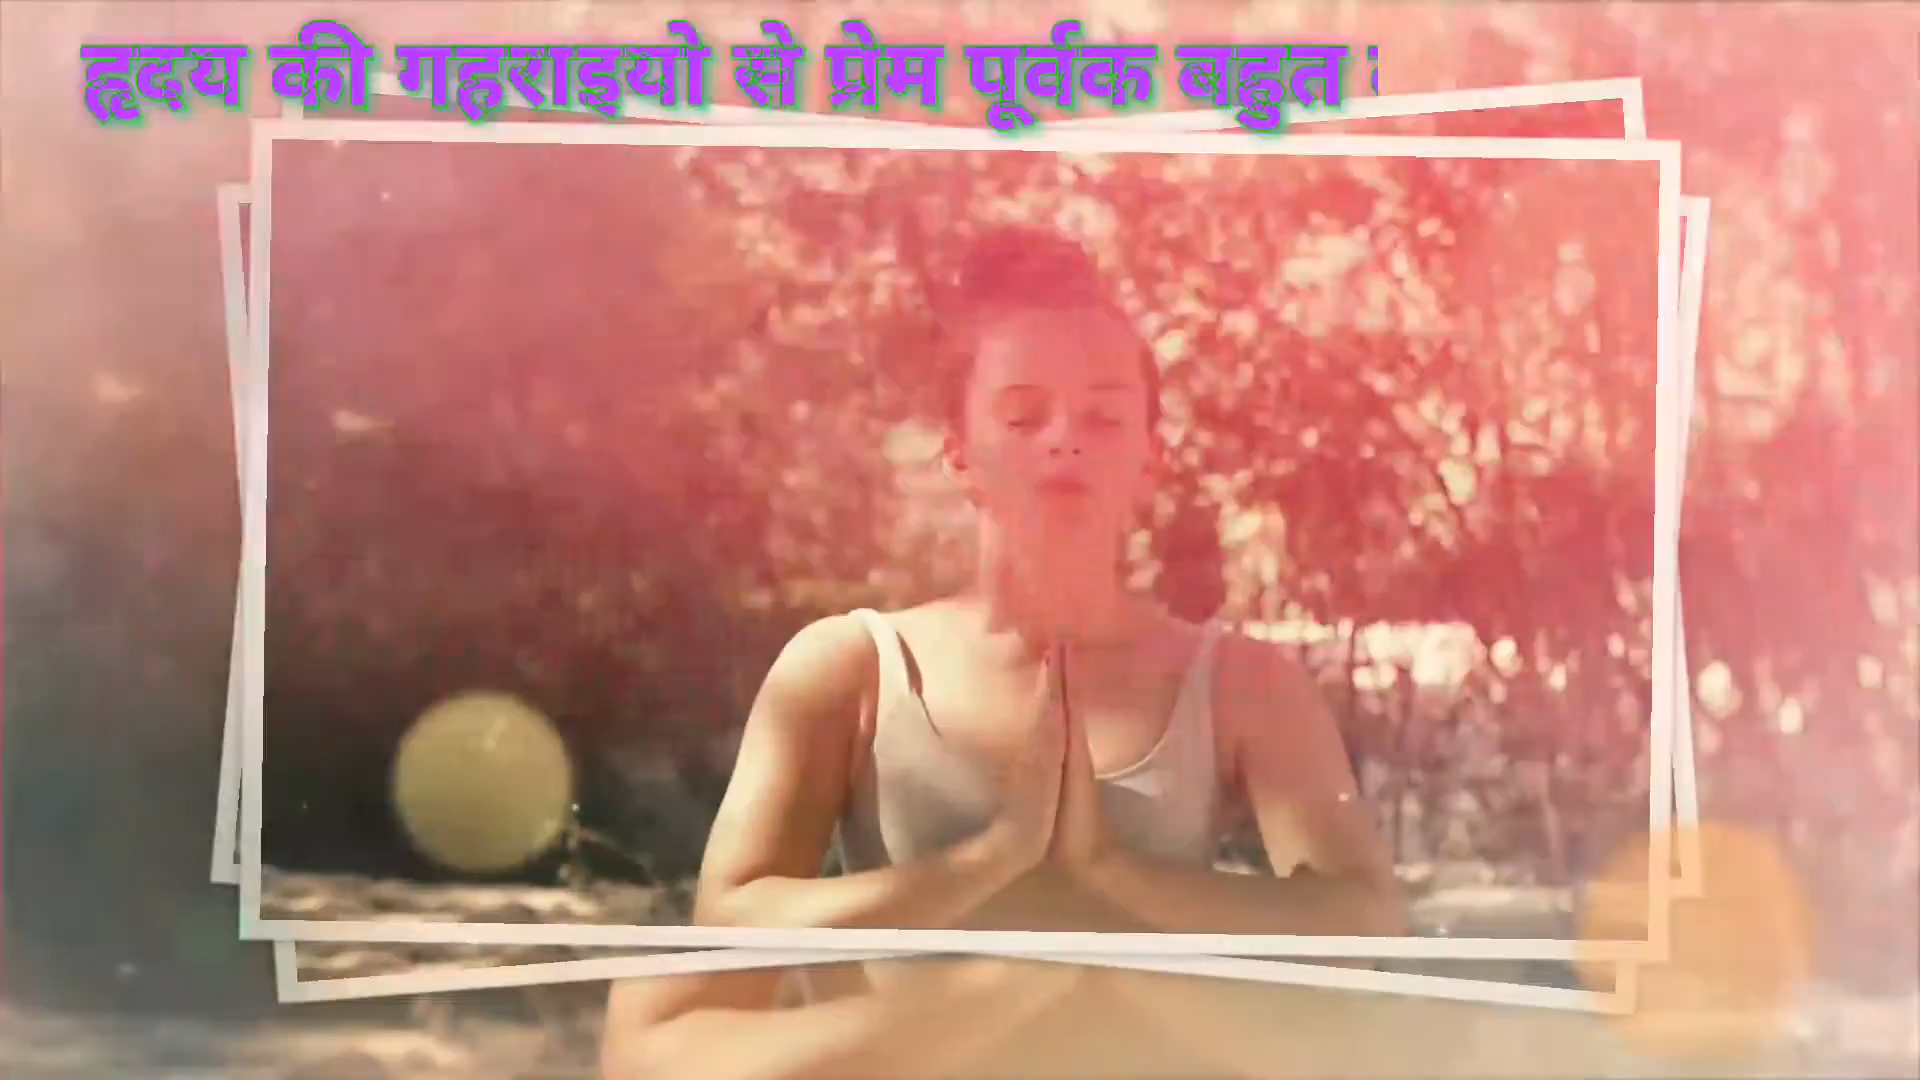 हृदय की गहराइयो से प्रेम पूर्वक बहुत